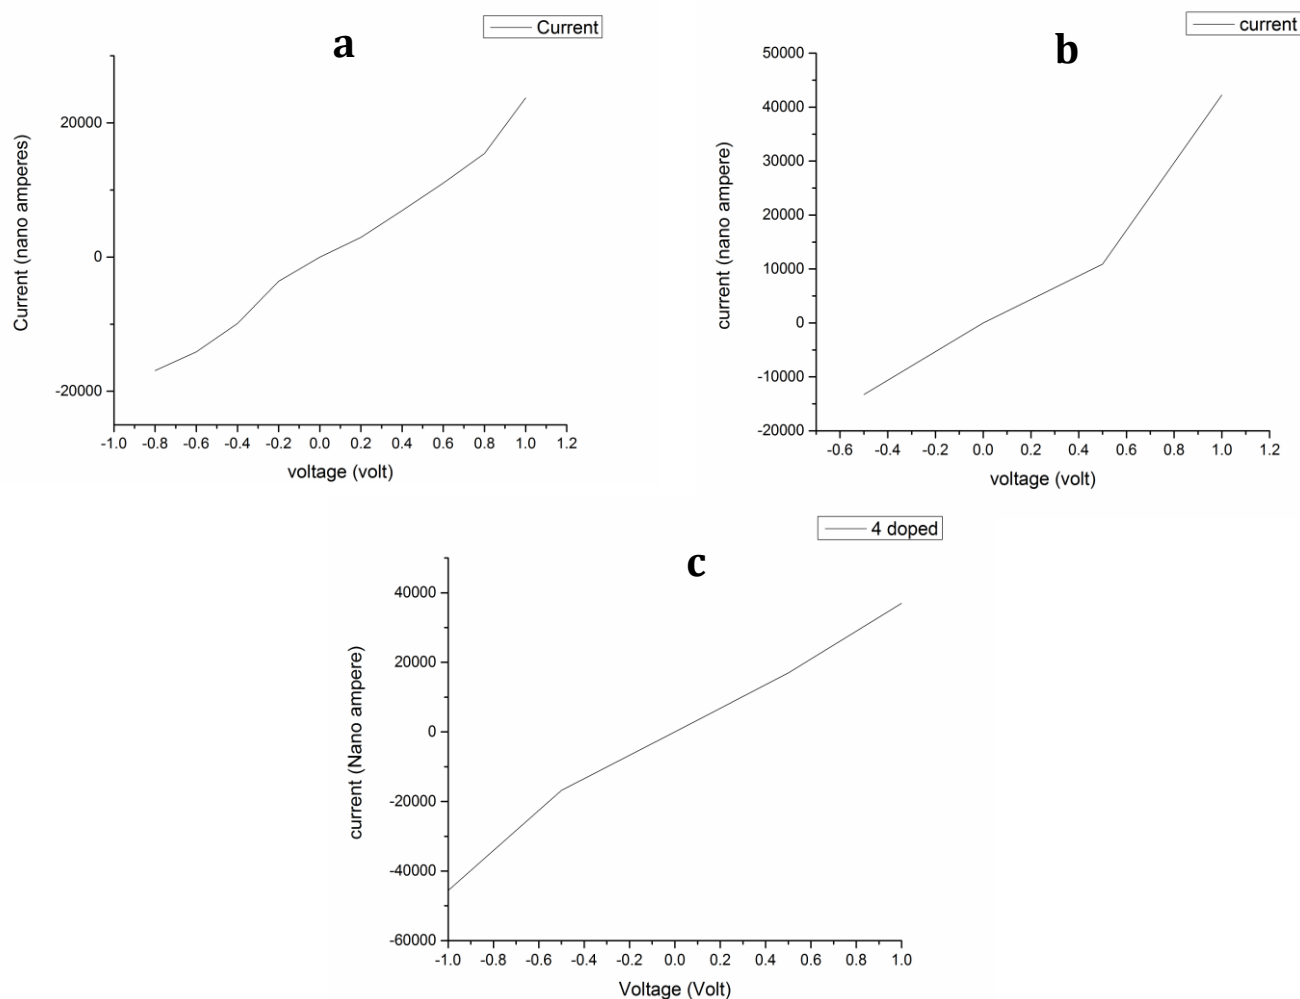 a
Current
Current (nano amperes)
20000
0
-20000
-1.0 -0.8 -0.6 -0.4 -0.2 0.0 0.2 0.4 0.6 0.8 1.0 1.2
voltage (volt)
b
current
current (nano ampere)
50000
40000
30000
20000
10000
0
-10000
-20000
-0.6 -0.4 -0.2 0.0 0.2 0.4 0.6 0.8 1.0 1.2
voltage (volt)
c
4 doped
current (Nano ampere)
40000
20000
0
-20000
-40000
-60000
-1.0 -0.8 -0.6 -0.4 -0.2 0.0 0.2 0.4 0.6 0.8 1.0
Voltage (Volt)